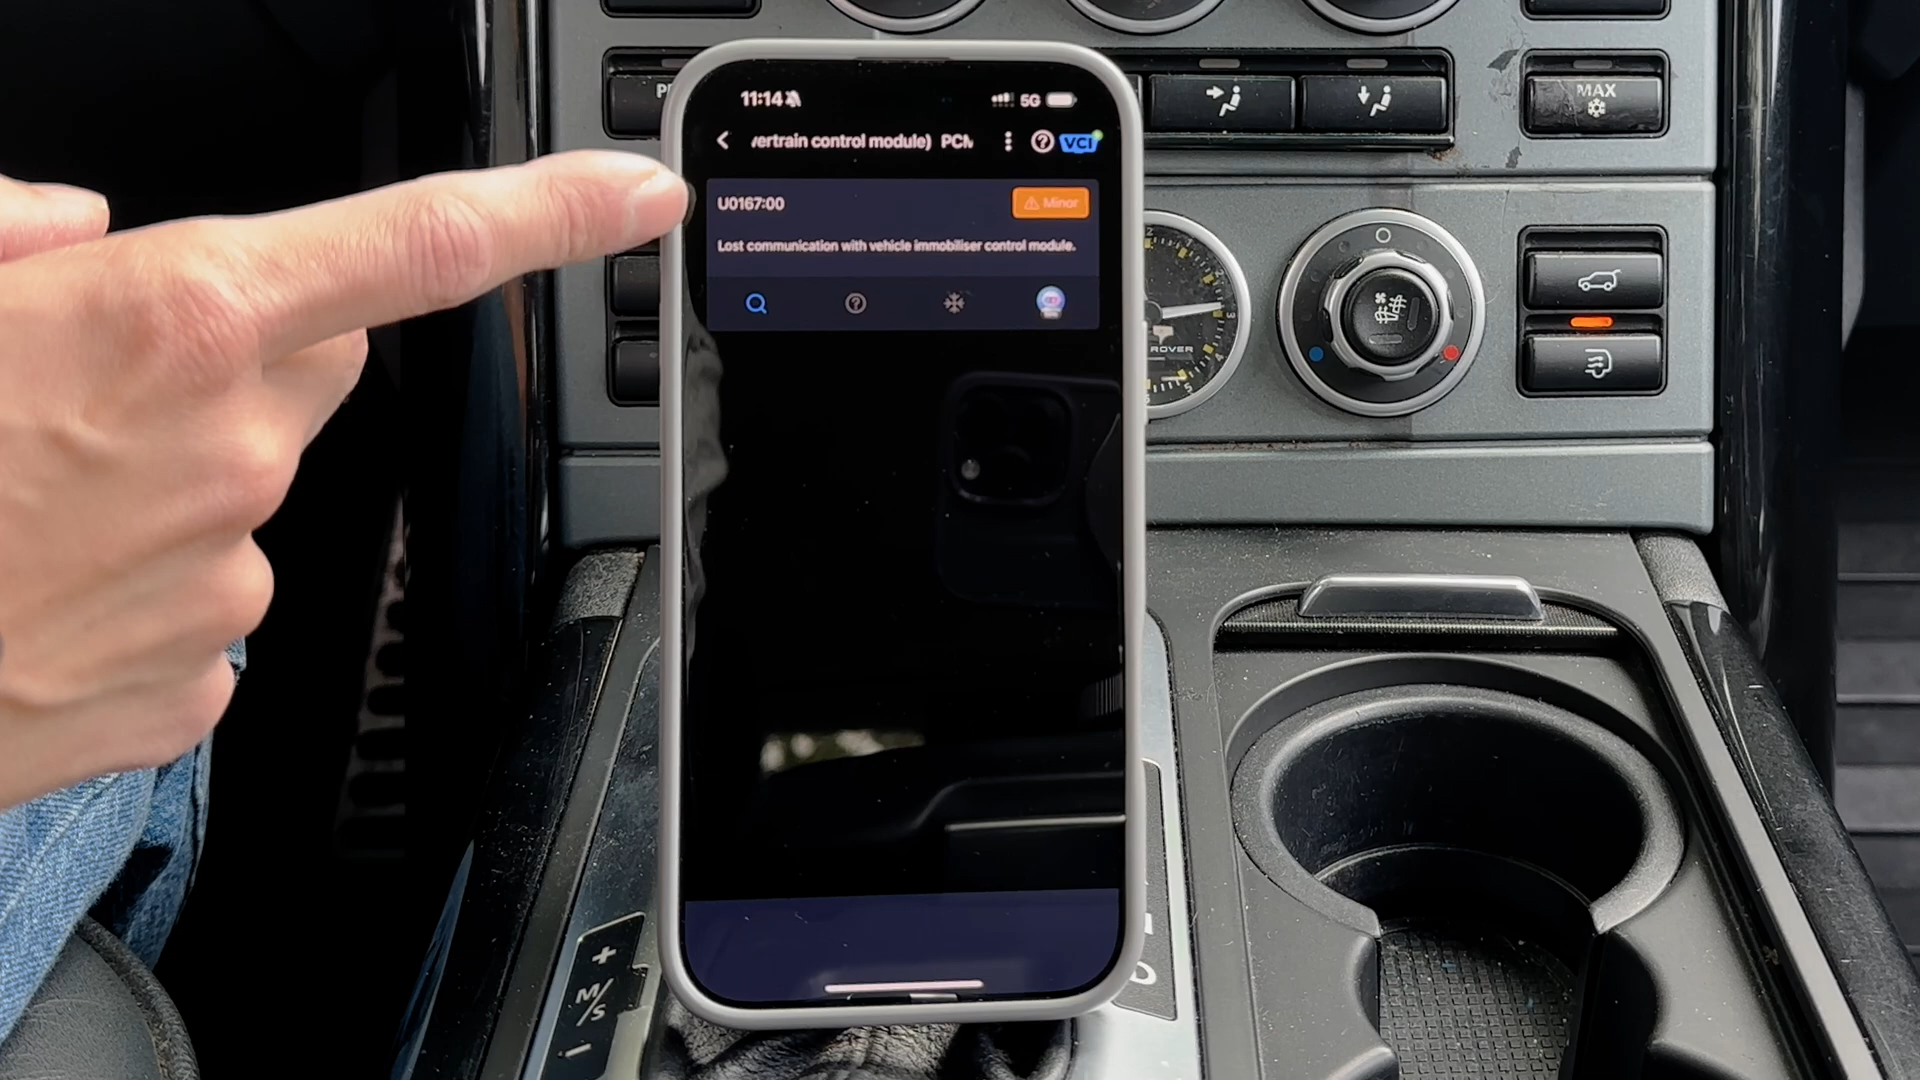 MAX
11:14
5G
vertrain control module) PCM
VCI
U0167:00
Minor
Lost communication with vehicle immobiliser control module.
ROVER
+
M/S
−